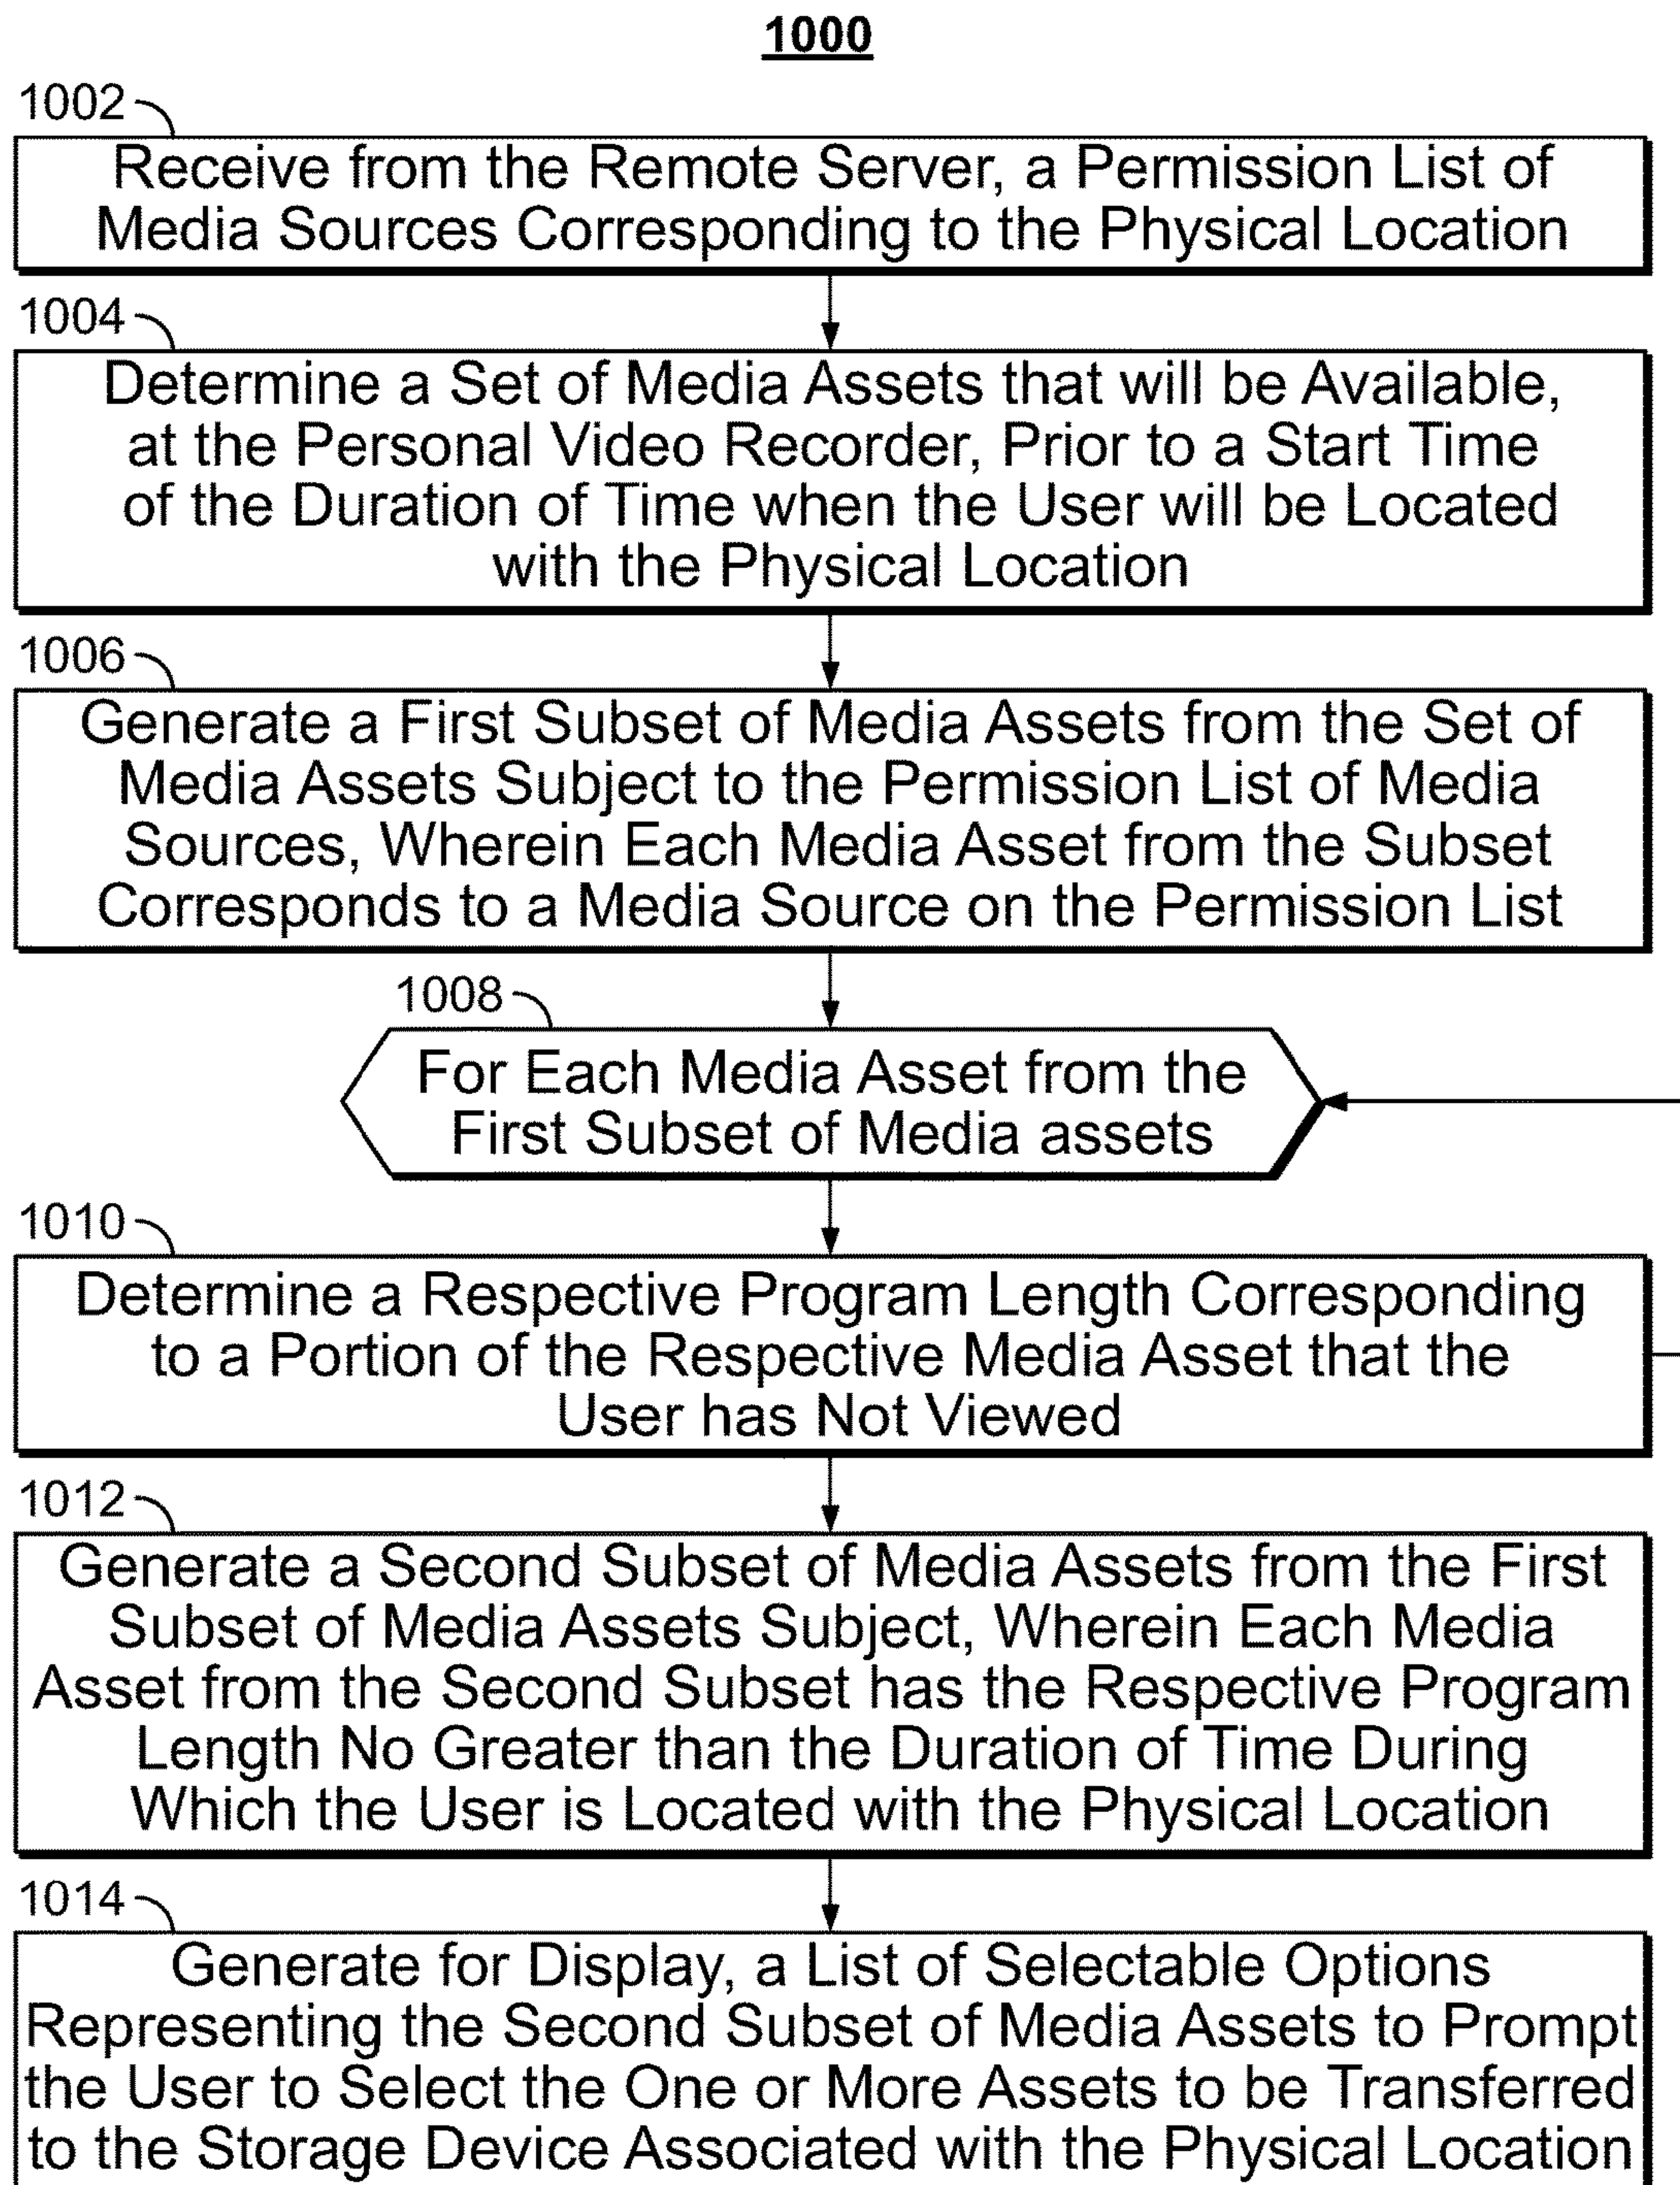 1000
1002
Receive from the Remote Server, a Permission List of
Media Sources Corresponding to the Physical Location
1004
Determine a Set of Media Assets that will be Available,
at the Personal Video Recorder, Prior to a Start Time
of the Duration of Time when the User will be Located
with the Physical Location
1006
Generate a First Subset of Media Assets from the Set of
Media Assets Subject to the Permission List of Media
Sources, Wherein Each Media Asset from the Subset
Corresponds to a Media Source on the Permission List
1008
For Each Media Asset from the
First Subset of Media assets
1010
Determine a Respective Program Length Corresponding
to a Portion of the Respective Media Asset that the
User has Not Viewed
1012
Generate a Second Subset of Media Assets from the First
Subset of Media Assets Subject, Wherein Each Media
Asset from the Second Subset has the Respective Program
Length No Greater than the Duration of Time During
Which the User is Located with the Physical Location
1014
Generate for Display, a List of Selectable Options
Representing the Second Subset of Media Assets to Prompt
the User to Select the One or More Assets to be Transferred
to the Storage Device Associated with the Physical Location